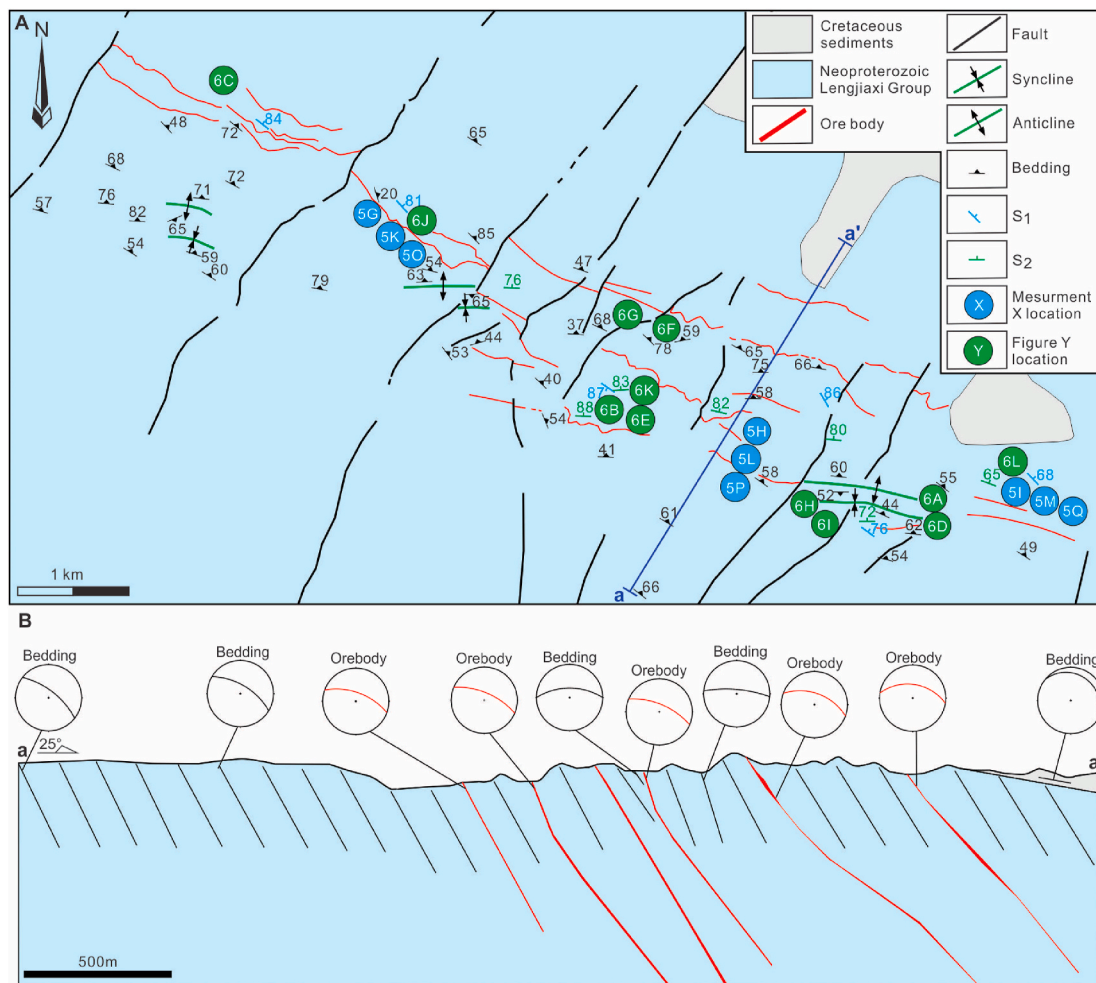 A
N
Cretaceous
sediments
Neoproterozoic
Lengjiaxi Group
Ore body
Fault
Syncline
Anticline
Bedding
S1
S2
X
Mesurment
X location
Y
Figure Y
location
6C
84
48
72
65
68
72
71
76
57
82
65
54
59
60
20
81
5G
6J
5K
5O
85
54
63
79
76
65
47
6G
68
6F
37
59
78
44
53
40
65
75
66
58
87
83
6K
88
6B
6E
54
41
82
86
80
5H
5L
5P
58
60
52
6H
6I
44
72
76
6A
55
62
6D
54
65
6L
68
5I
5M
5Q
49
61
66
a'
a
1 km
B
Bedding
Bedding
Orebody
Orebody
Bedding
Orebody
Bedding
Orebody
Orebody
Bedding
a
25°
a
500m